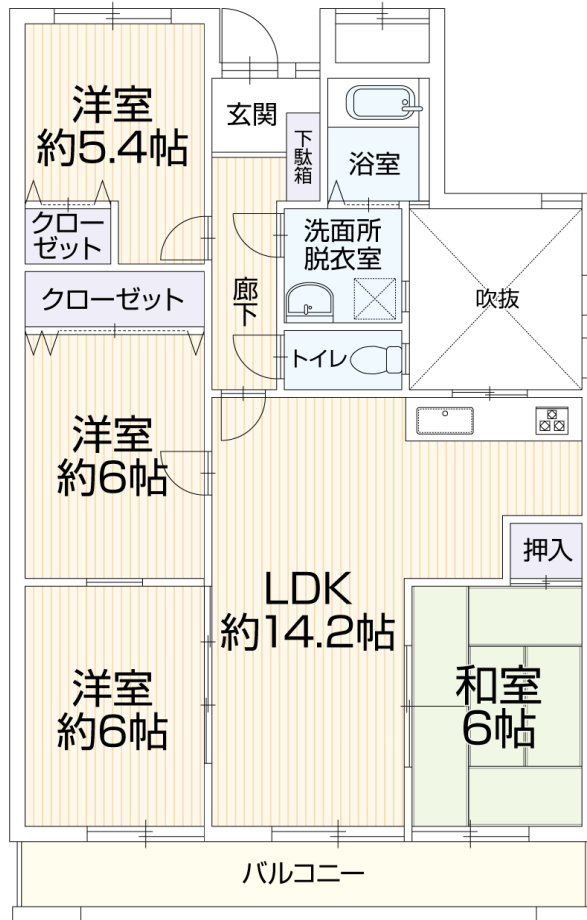 洋室
約5.4帖
玄関
下駄箱
浴室
クロー
ゼット
洗面所
脱衣室
クローゼット
廊下
吹抜
トイレ
洋室
約6帖
押入
LDK
約14.2帖
洋室
約6帖
和室
6帖
バルコニー